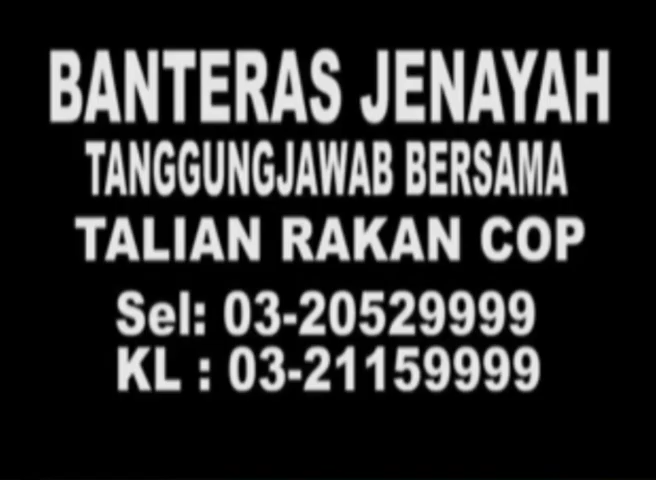 BANTERAS JENAYAH
TANGGUNGJAWAB BERSAMA
TALIAN RAKAN COP
Sel: 03-20529999
KL : 03-21159999